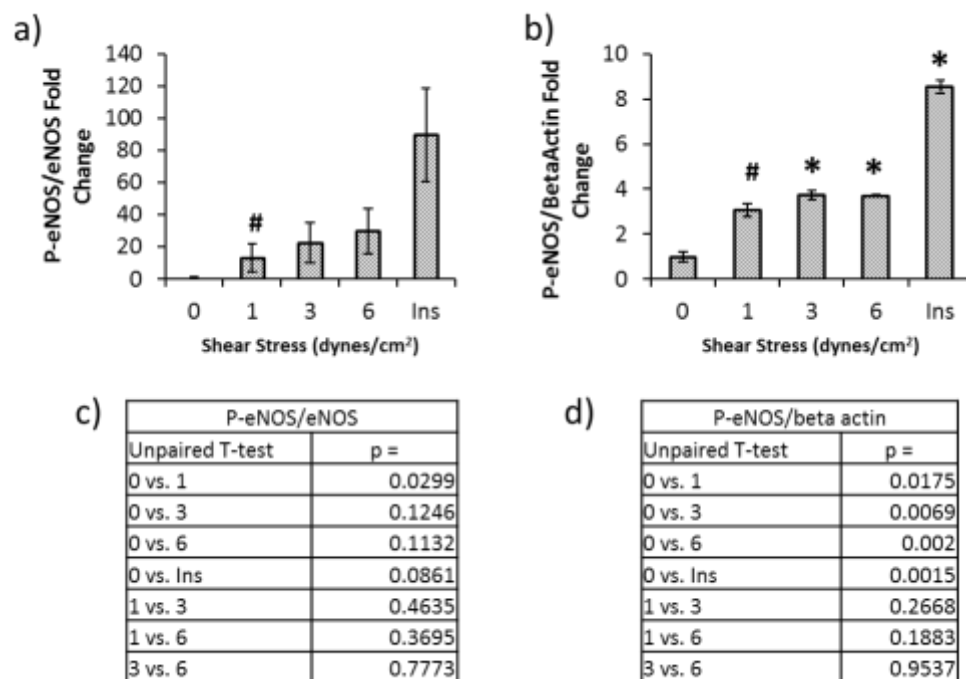 a)
P-eNOS/eNOS Fold
Change
140
120
100
80
60
40
20
0
#
0 1 3 6 Ins
Shear Stress (dynes/cm²)
b)
P-eNOS/BetaActin Fold
Change
10
8
6
4
2
0
# * * *
0 1 3 6 Ins
Shear Stress (dynes/cm²)
c)
P-eNOS/eNOS
Unpaired T-test p =
0 vs. 1 0.0299
0 vs. 3 0.1246
0 vs. 6 0.1132
0 vs. Ins 0.0861
1 vs. 3 0.4635
1 vs. 6 0.3695
3 vs. 6 0.7773
d)
P-eNOS/beta actin
Unpaired T-test p =
0 vs. 1 0.0175
0 vs. 3 0.0069
0 vs. 6 0.002
0 vs. Ins 0.0015
1 vs. 3 0.2668
1 vs. 6 0.1883
3 vs. 6 0.9537